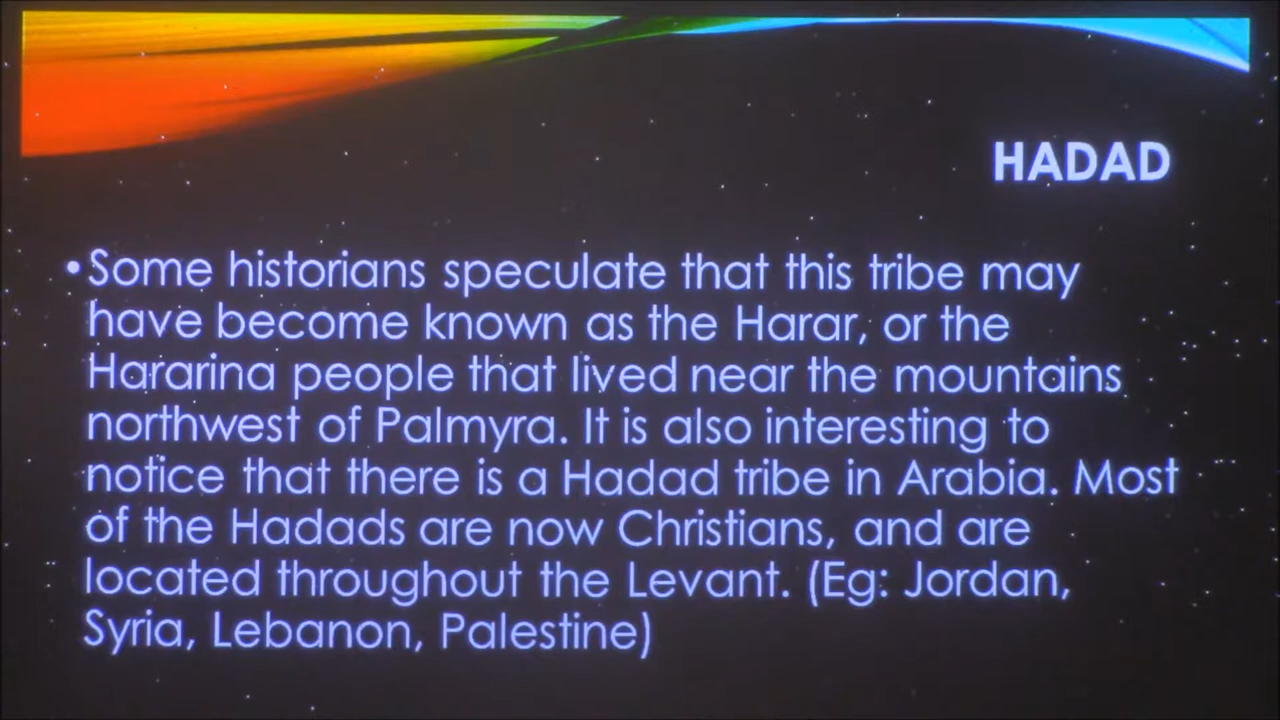 HADAD
•Some historians speculate that this tribe may
have become known as the Harar, or the
Hararina people that lived near the mountains
northwest of Palmyra. It is also interesting to
notice that there is a Hadad tribe in Arabia. Most
of the Hadads are now Christians, and are
located throughout the Levant. (Eg: Jordan,
Syria, Lebanon, Palestine)